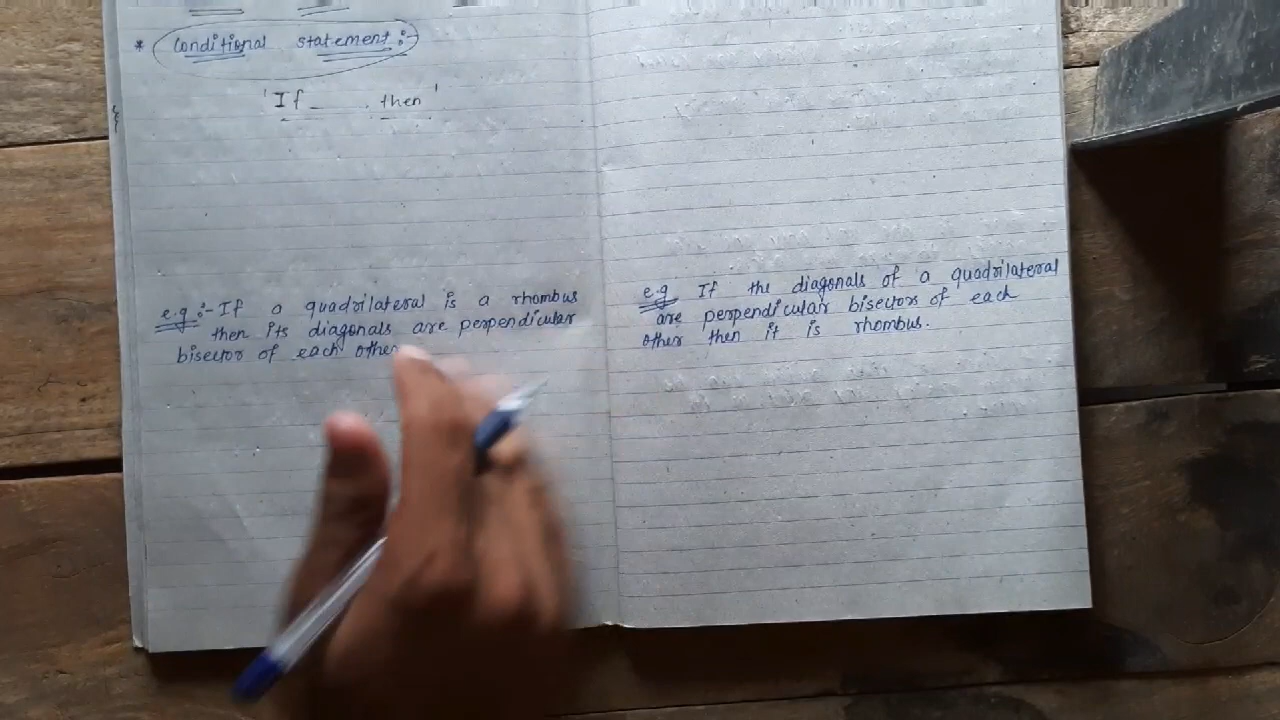 * Conditional statement :-
'If ____ then'
e.g :- If a quadrilateral is a rhombus
then its diagonals are perpendicular
bisector of each other
e.g If the diagonals of a quadrilateral
are perpendicular bisectors of each
other then it is rhombus.